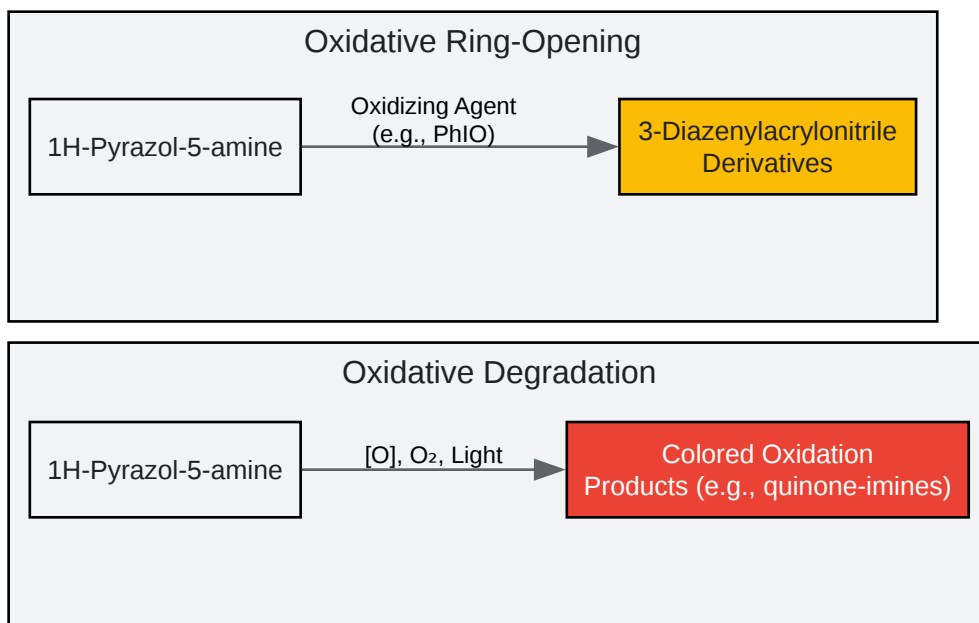 Oxidative Ring-Opening
1H-Pyrazol-5-amine
Oxidizing Agent
(e.g., PhIO)
3-Diazenylacrylonitrile
Derivatives
Oxidative Degradation
1H-Pyrazol-5-amine
[O], O₂, Light
Colored Oxidation
Products (e.g., quinone-imines)